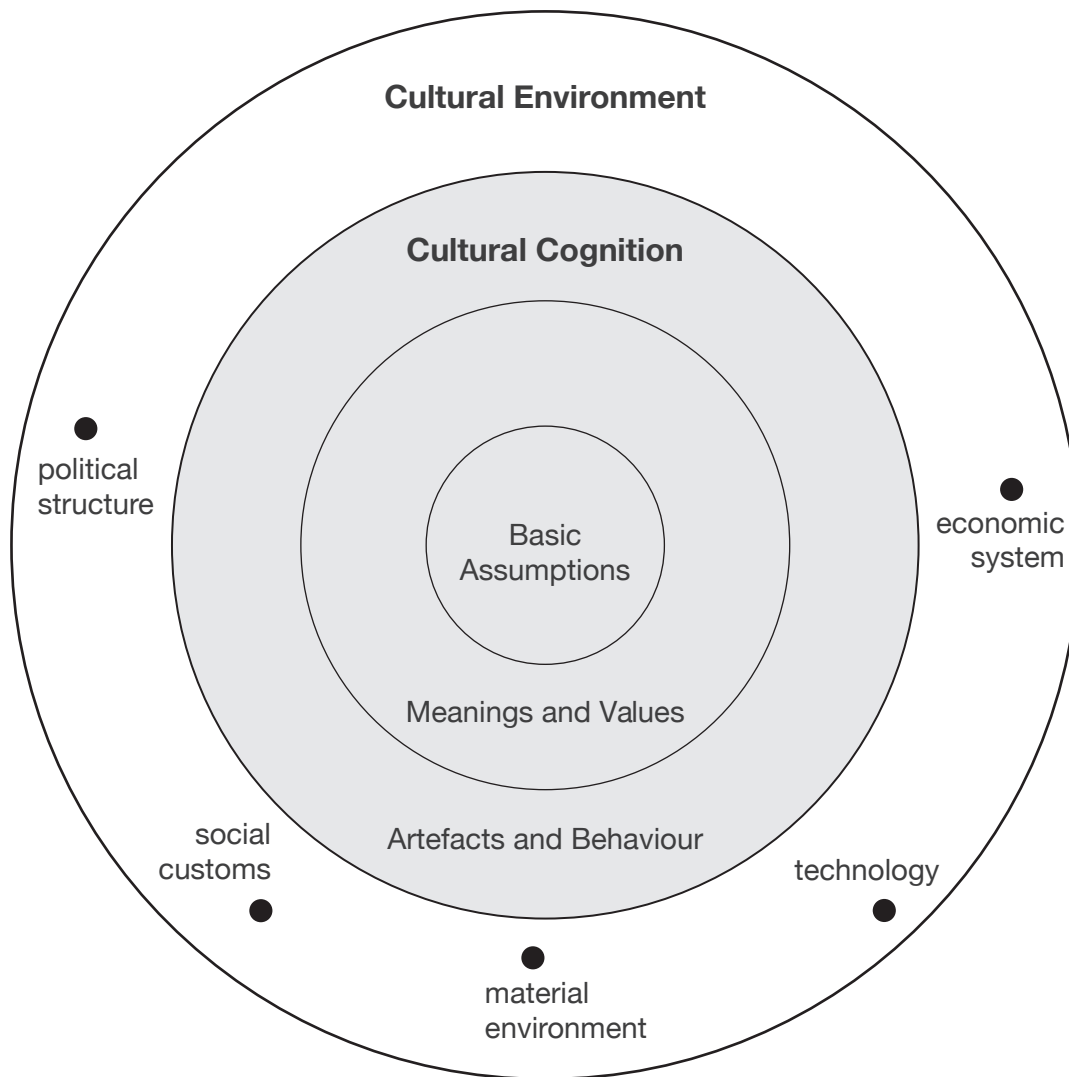 Cultural Environment
Cultural Cognition
political
structure
economic
system
Basic
Assumptions
Meanings and Values
Artefacts and Behaviour
social
customs
technology
material
environment